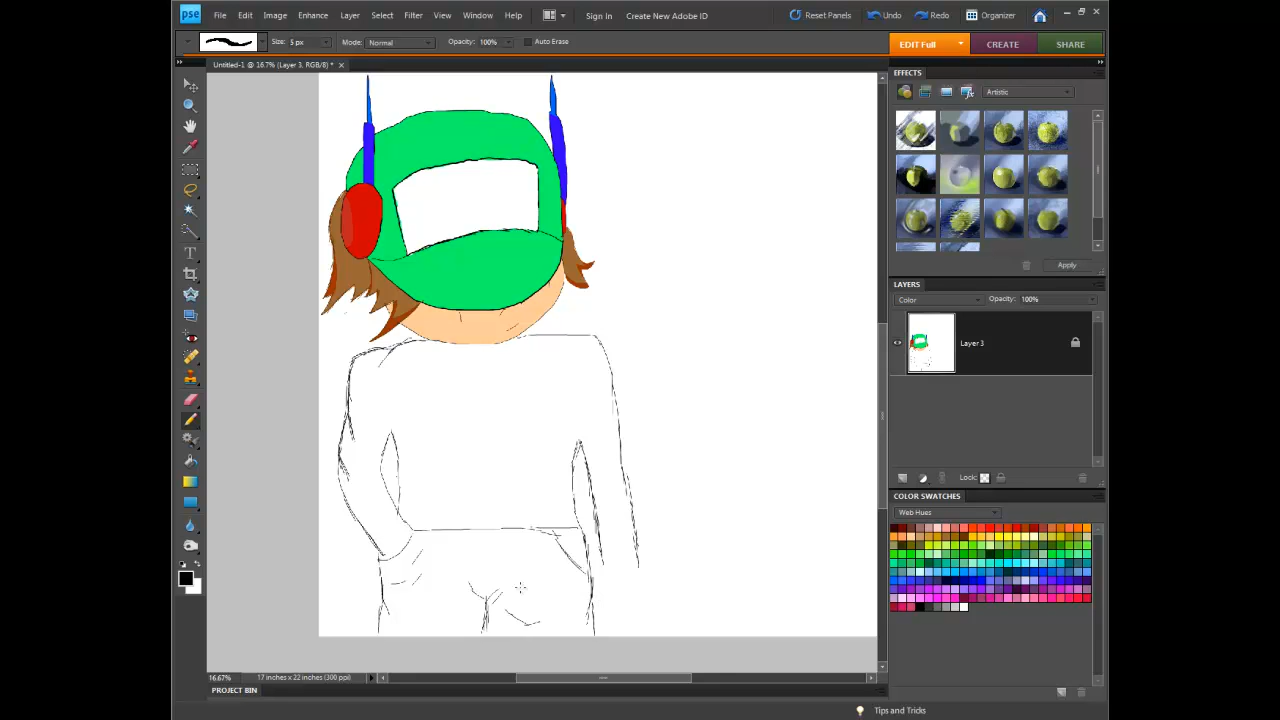 pse File Edit Image Enhance Layer Select Filter View Window Help Sign In Create New Adobe ID Reset Panels Undo Redo Organizer
Size: 5 px Mode: Normal Opacity: 100% Auto Erase EDIT Full CREATE SHARE
Untitled-1 @ 16.7% (Layer 3, RGB/8) *
EFFECTS
Artistic
Apply
LAYERS
Color Opacity: 100%
Layer 3
Lock:
COLOR SWATCHES
Web Hues
16.67% 17 inches x 22 inches (300 ppi)
PROJECT BIN
Tips and Tricks